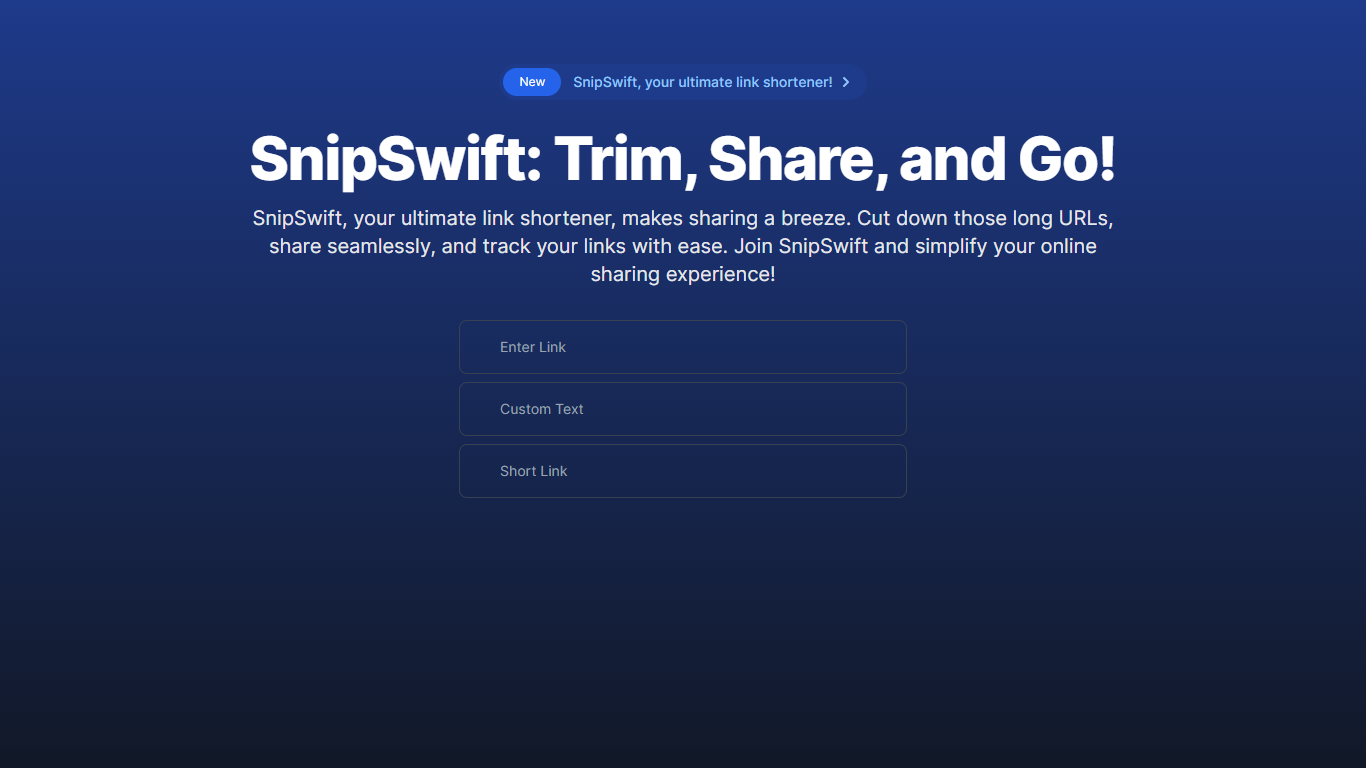 New SnipSwift, your ultimate link shortener!
SnipSwift: Trim, Share, and Go!
SnipSwift, your ultimate link shortener, makes sharing a breeze. Cut down those long URLs,
share seamlessly, and track your links with ease. Join SnipSwift and simplify your online
sharing experience!
Enter Link
Custom Text
Short Link